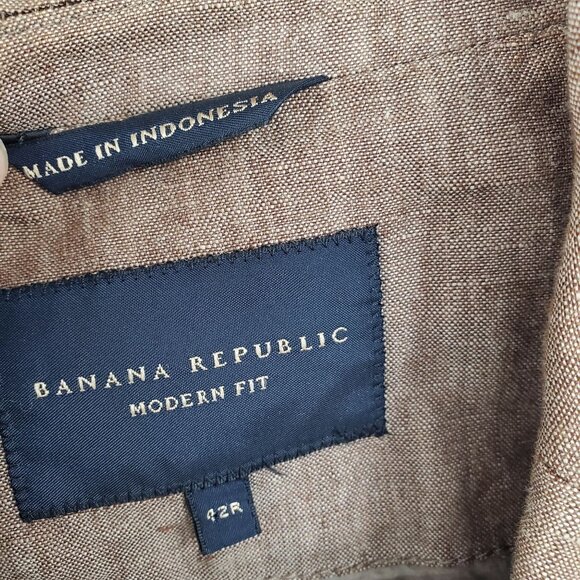 MADE IN INDONESIA
BANANA REPUBLIC
MODERN FIT
42R